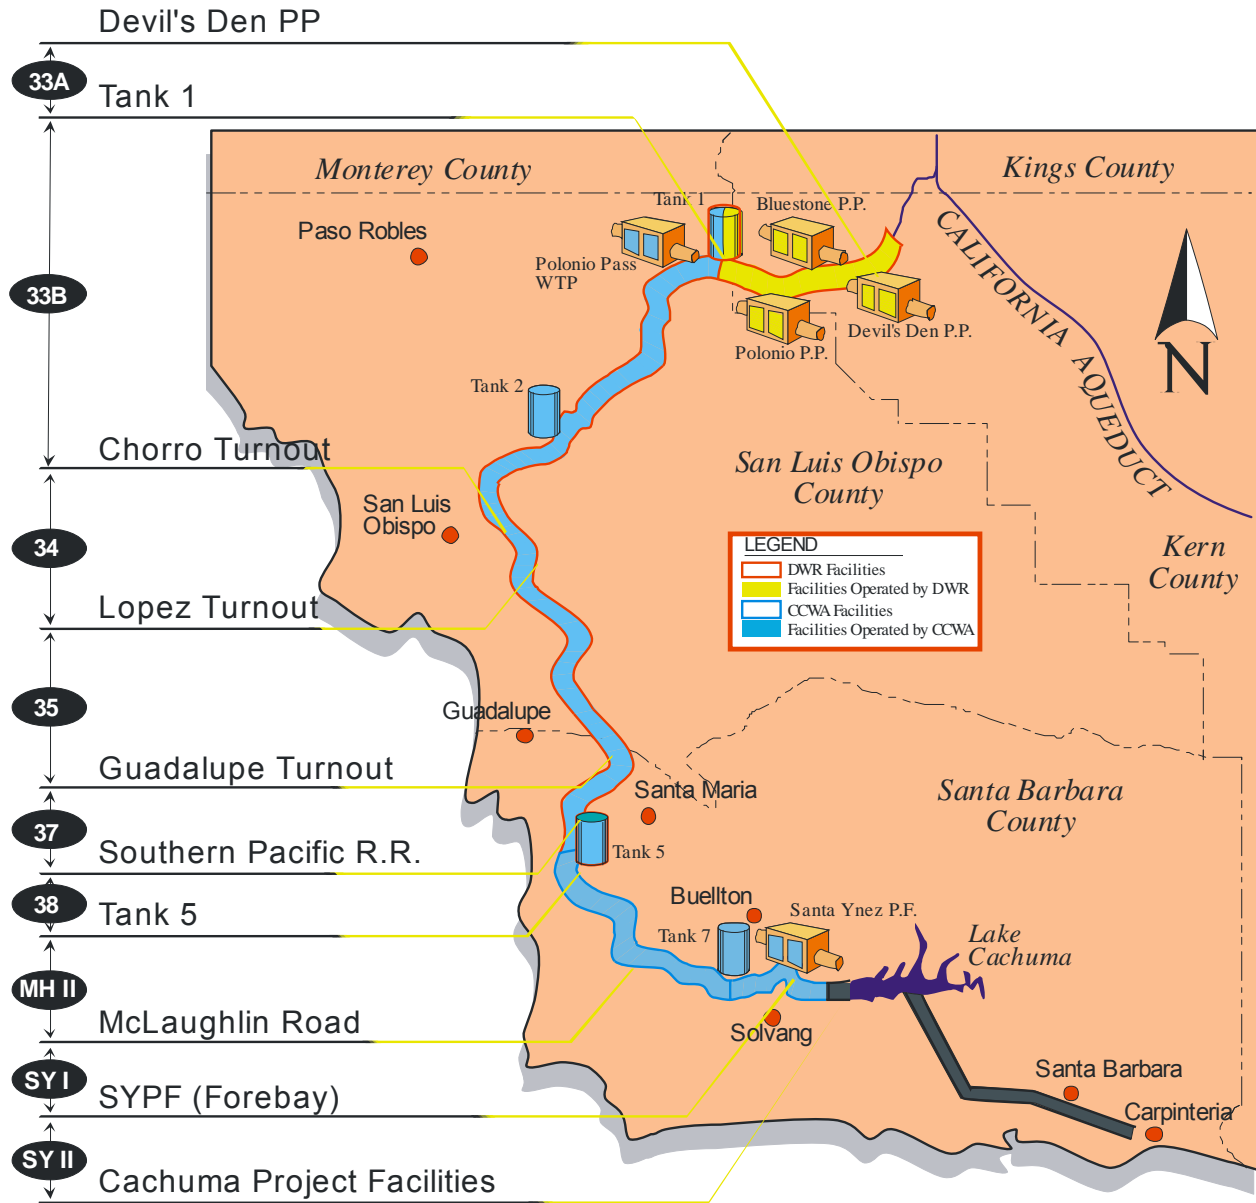 Devil's Den PP
33A
Tank 1
Monterey County
Kings County
Tank 1
Bluestone P.P.
Paso Robles
Polonio Pass
WTP
33B
CALIFORNIA AQUEDUCT
Devil's Den P.P.
Polonio P.P.
N
Tank 2
Chorro Turnout
San Luis Obispo
County
San Luis
Obispo
34
Kern
County
LEGEND
DWR Facilities
Facilities Operated by DWR
CCWA Facilities
Facilities Operated by CCWA
Lopez Turnout
35
Guadalupe
Guadalupe Turnout
Santa Maria
Santa Barbara
County
37
Southern Pacific R.R.
Tank 5
38
Tank 5
Buellton
Santa Ynez P.F.
Tank 7
Lake
Cachuma
MH II
McLaughlin Road
Solvang
SY I
SYPF (Forebay)
Santa Barbara
Carpinteria
SY II
Cachuma Project Facilities